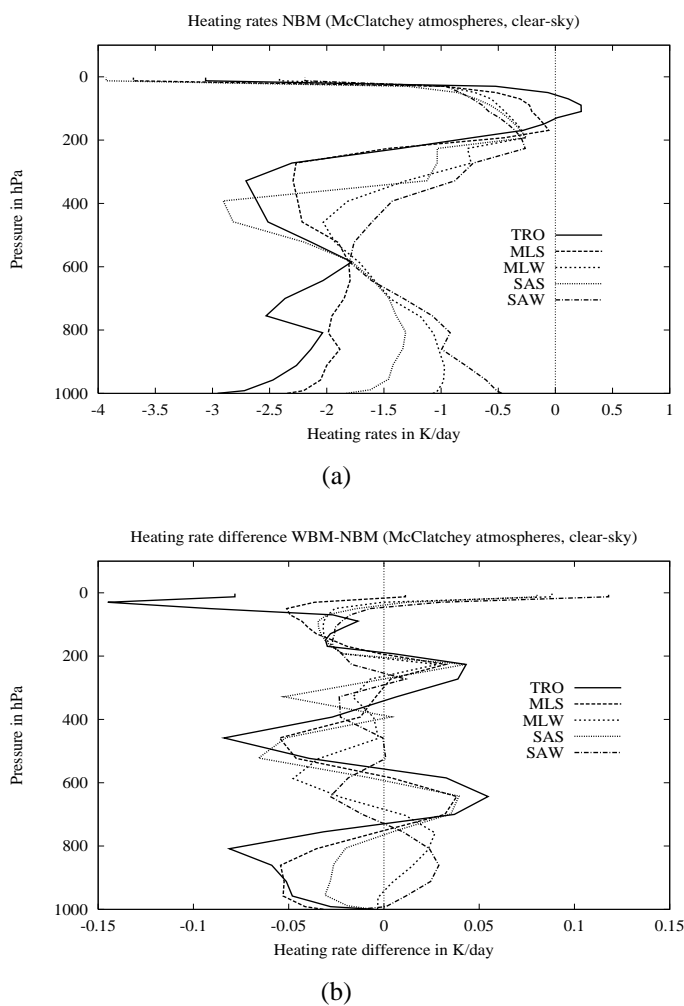 Heating rates NBM (McClatchey atmospheres, clear-sky)
0
200
400
600
800
1000
Pressure in hPa
TRO
MLS
MLW
SAS
SAW
-4 -3.5 -3 -2.5 -2 -1.5 -1 -0.5 0 0.5 1
Heating rates in K/day
(a)
Heating rate difference WBM-NBM (McClatchey atmospheres, clear-sky)
0
200
400
600
800
1000
Pressure in hPa
TRO
MLS
MLW
SAS
SAW
-0.15 -0.1 -0.05 0 0.05 0.1 0.15
Heating rate difference in K/day
(b)